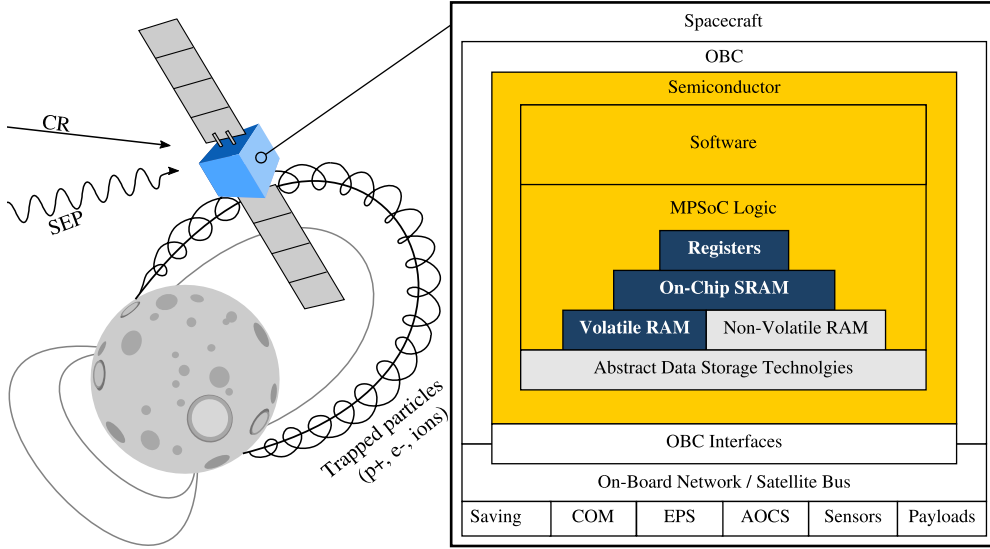 CR
SEP
Trapped particles
(p+, e-, ions)
Spacecraft
OBC
Semiconductor
Software
MPSoC Logic
Registers
On-Chip SRAM
Volatile RAM
Non-Volatile RAM
Abstract Data Storage Technolgies
OBC Interfaces
On-Board Network / Satellite Bus
Saving
COM
EPS
AOCS
Sensors
Payloads